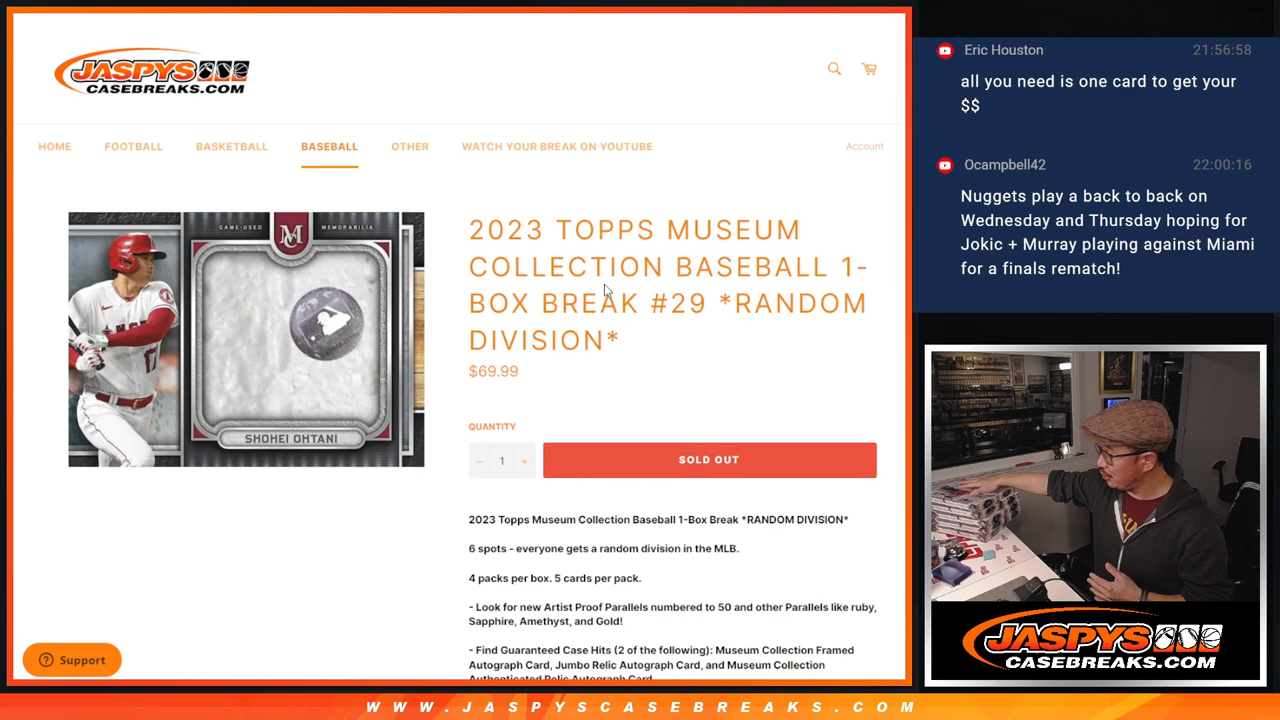 JASPYS
CASEBREAKS.COM
HOME
FOOTBALL
BASKETBALL
BASEBALL
OTHER
WATCH YOUR BREAK ON YOUTUBE
Account
GAME-USED
M
MEMORABILIA
SHOHEI OHTANI
2023 TOPPS MUSEUM
COLLECTION BASEBALL 1-
BOX BREAK #29 *RANDOM
DIVISION*
$69.99
QUANTITY
− 1 +
SOLD OUT
2023 Topps Museum Collection Baseball 1-Box Break *RANDOM DIVISION*
6 spots - everyone gets a random division in the MLB.
4 packs per box. 5 cards per pack.
- Look for new Artist Proof Parallels numbered to 50 and other Parallels like ruby,
Sapphire, Amethyst, and Gold!
- Find Guaranteed Case Hits (2 of the following): Museum Collection Framed
Autograph Card, Jumbo Relic Autograph Card, and Museum Collection
Authenticated Relic Autograph Card
? Support
Eric Houston 21:56:58
all you need is one card to get your
$$
Ocampbell42 22:00:16
Nuggets play a back to back on
Wednesday and Thursday hoping for
Jokic + Murray playing against Miami
for a finals rematch!
JASPYS
CASEBREAKS.COM
WWW.JASPYSCASEBREAKS.COM